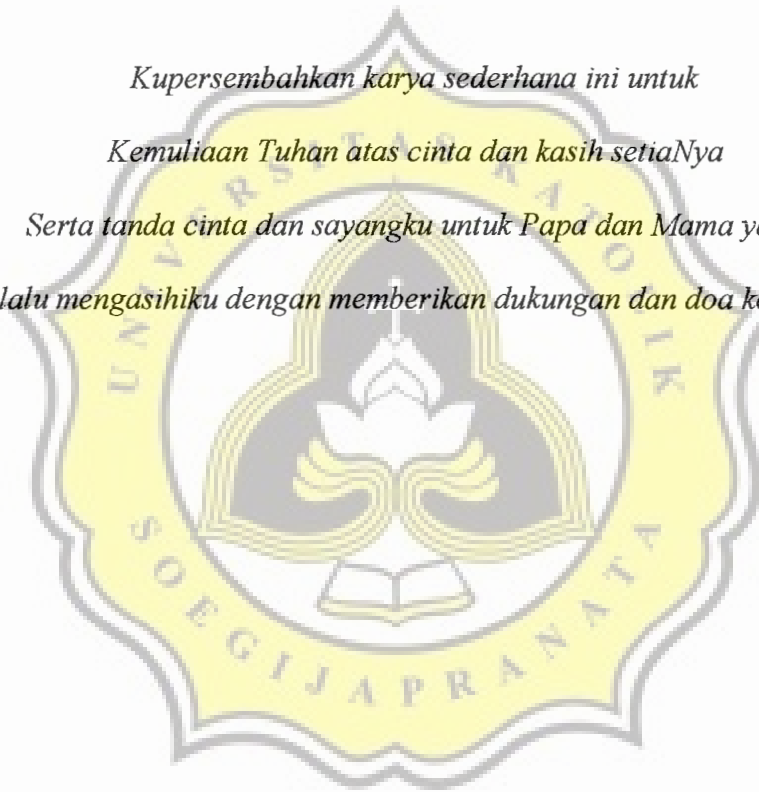 Kupersembahkan karya sederhana ini untuk
Kemuliaan Tuhan atas cinta dan kasih setiaNya
Serta tanda cinta dan sayangku untuk Papa dan Mama
mengasihiku dengan memberikan dukungan dan doa
UNIVERSITAS KATOLIK
SOEGIJAPRANATA